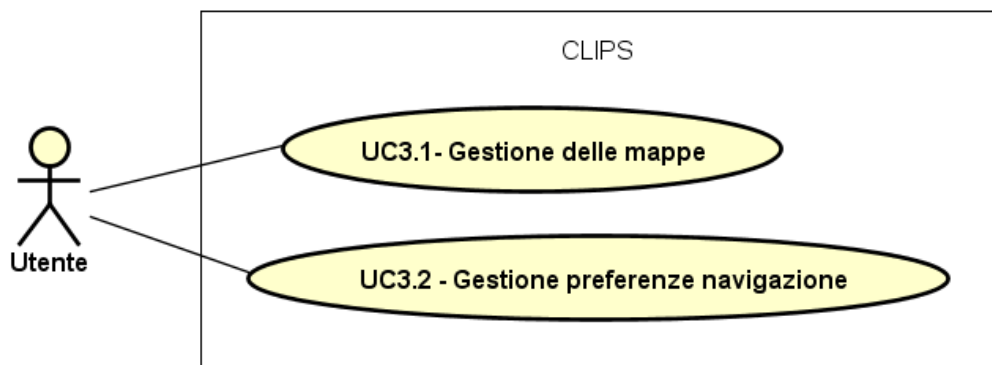 CLIPS
UC3.1- Gestione delle mappe
Utente
UC3.2 - Gestione preferenze navigazione